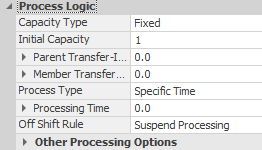 Process Logic
Capacity Type Fixed
Initial Capacity 1
Parent Transfer-I... 0.0
Member Transfer... 0.0
Process Type Specific Time
Processing Time 0.0
Off Shift Rule Suspend Processing
Other Processing Options